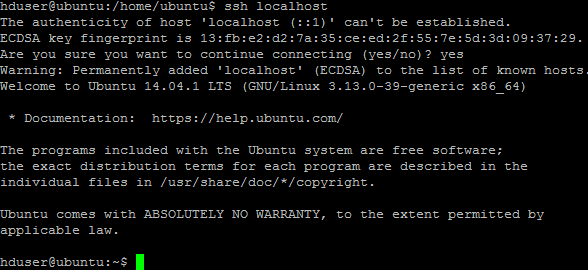 hduser@ubuntu:/home/ubuntu$ ssh localhost
The authenticity of host 'localhost (::1)' can't be established.
ECDSA key fingerprint is 13:fb:e2:d2:7a:35:ce:ed:2f:55:7e:5d:3d:09:37:29.
Are you sure you want to continue connecting (yes/no)? yes
Warning: Permanently added 'localhost' (ECDSA) to the list of known hosts.
Welcome to Ubuntu 14.04.1 LTS (GNU/Linux 3.13.0-39-generic x86_64)
* Documentation:  https://help.ubuntu.com/
The programs included with the Ubuntu system are free software;
the exact distribution terms for each program are described in the
individual files in /usr/share/doc/*/copyright.
Ubuntu comes with ABSOLUTELY NO WARRANTY, to the extent permitted by
applicable law.
hduser@ubuntu:~$